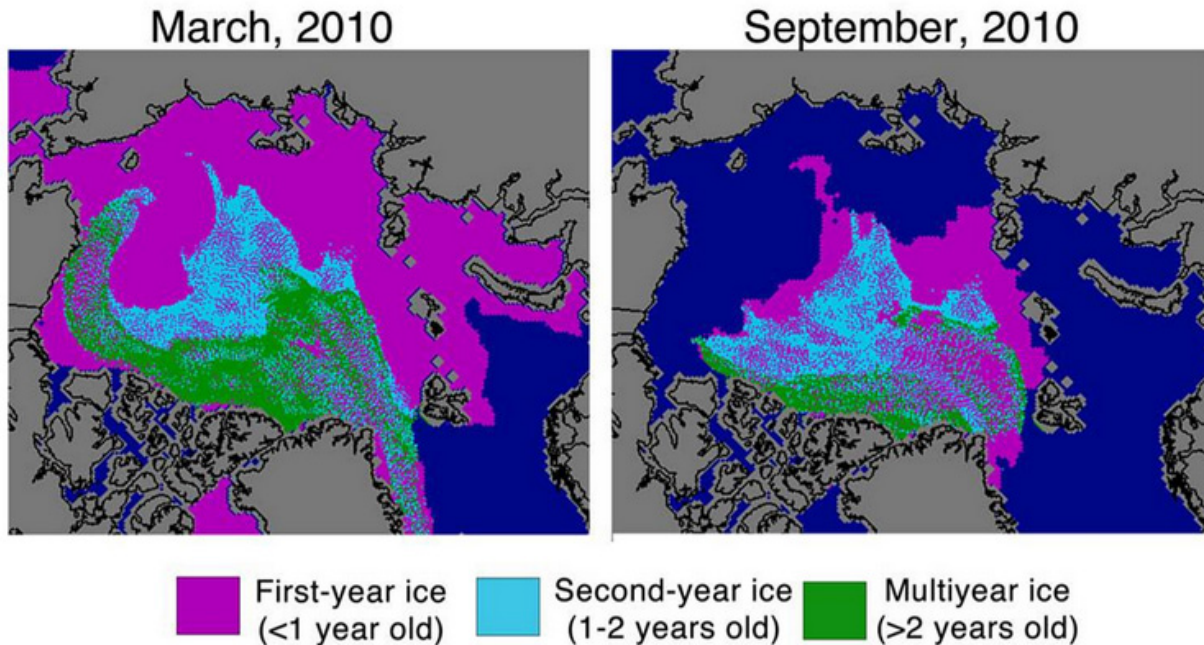 March, 2010
September, 2010
First-year ice
(<1 year old)
Second-year ice
(1-2 years old)
Multiyear ice
(>2 years old)